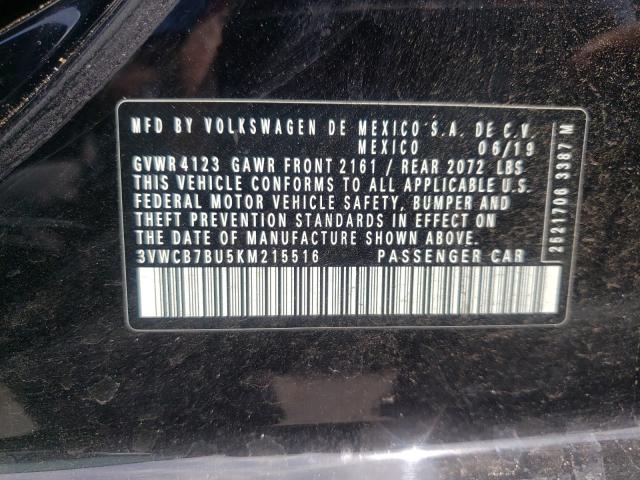 MFD BY VOLKSWAGEN DE MEXICO S.A. DE C.V.
MEXICO 06/19
GVWR 4123 GAWR FRONT 2161 / REAR 2072 LBS
THIS VEHICLE CONFORMS TO ALL APPLICABLE U.S.
FEDERAL MOTOR VEHICLE SAFETY, BUMPER AND
THEFT PREVENTION STANDARDS IN EFFECT ON
THE DATE OF MANUFACTURE SHOWN ABOVE.
3VWCB7BU5KM215516 PASSENGER CAR
2521706 3387 M